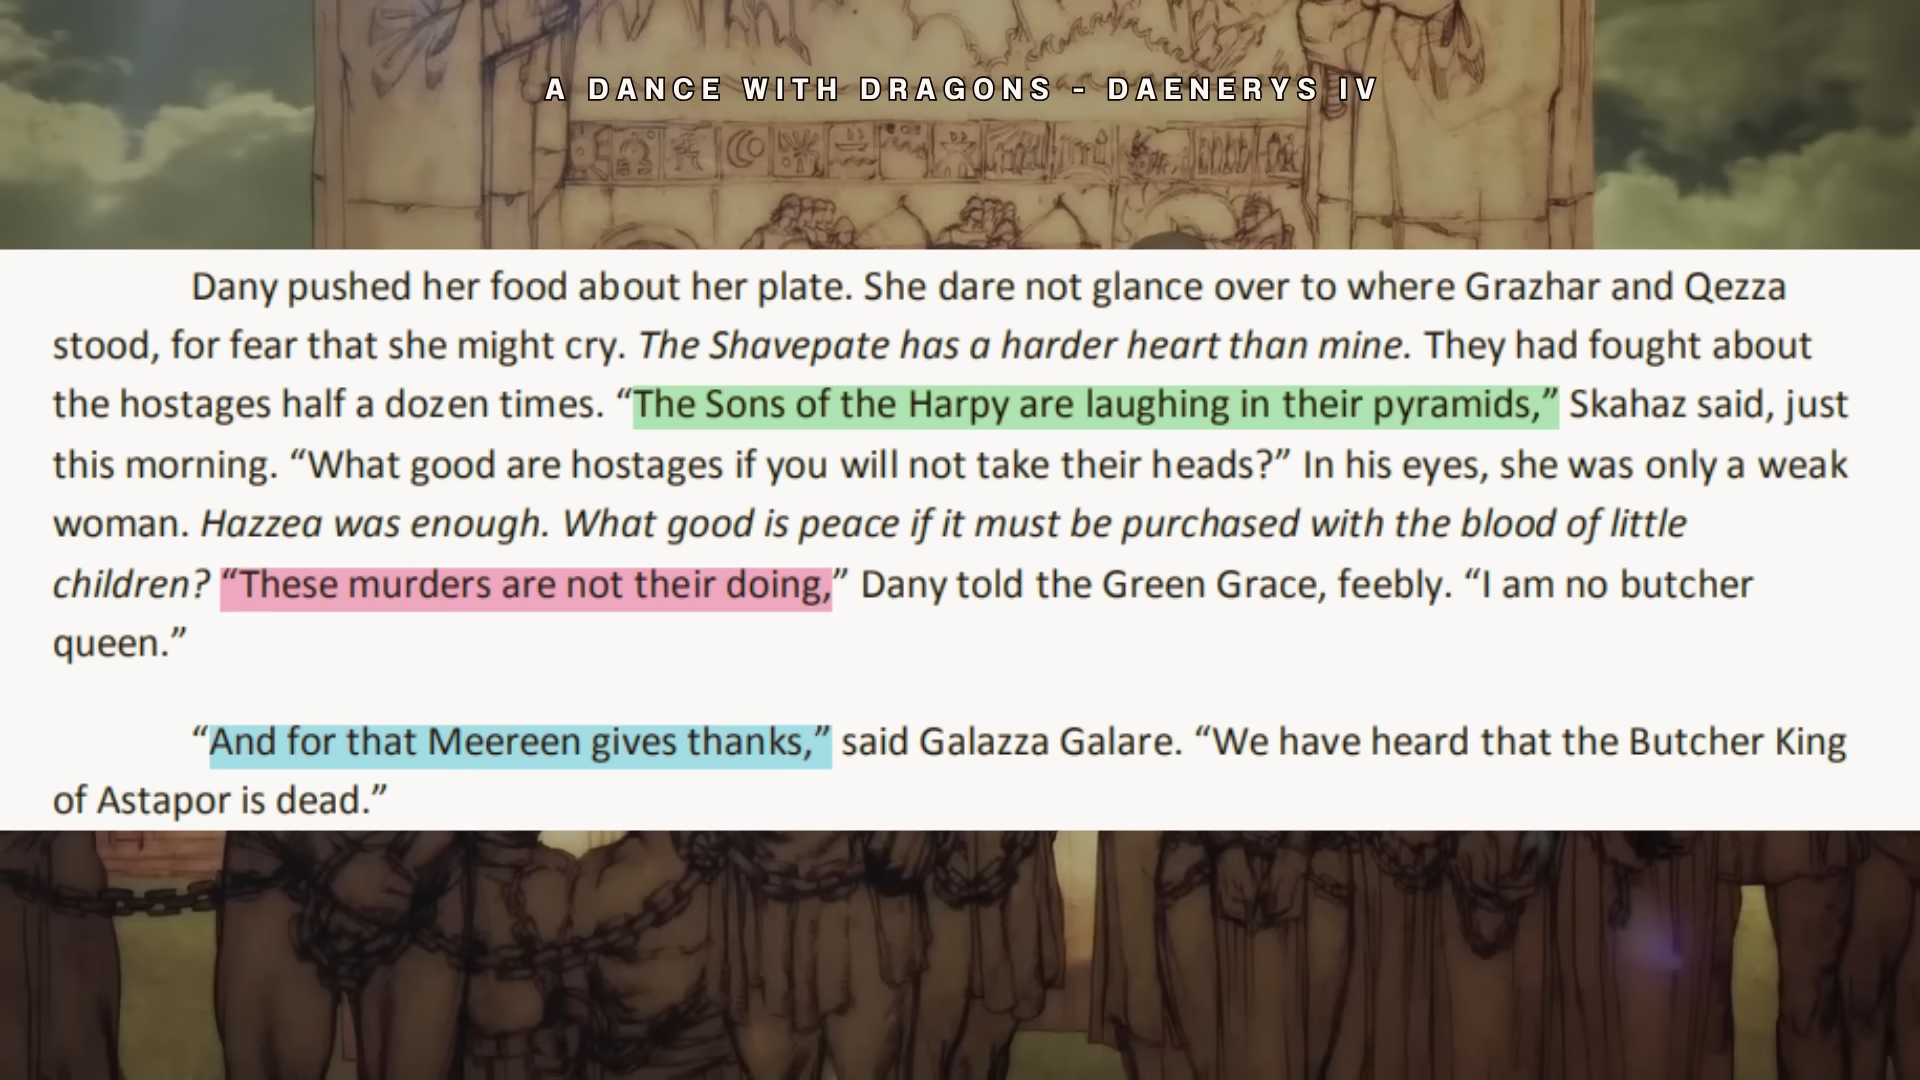 A DANCE WITH DRAGONS - DAENERYS IV
Dany pushed her food about her plate. She dare not glance over to where Grazhar and Qezza
stood, for fear that she might cry. The Shavepate has a harder heart than mine. They had fought about
the hostages half a dozen times. “The Sons of the Harpy are laughing in their pyramids,” Skahaz said, just
this morning. “What good are hostages if you will not take their heads?” In his eyes, she was only a weak
woman. Hazzea was enough. What good is peace if it must be purchased with the blood of little
children? “These murders are not their doing,” Dany told the Green Grace, feebly. “I am no butcher
queen.”
“And for that Meereen gives thanks,” said Galazza Galare. “We have heard that the Butcher King
of Astapor is dead.”